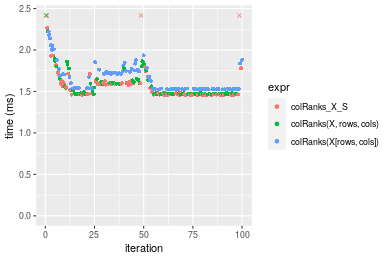 2.5
2.0
1.5
1.0
0.5
0.0
time (ms)
0 25 50 75 100
iteration
expr
colRanks_X_S
colRanks(X, rows, cols)
colRanks(X[rows, cols])